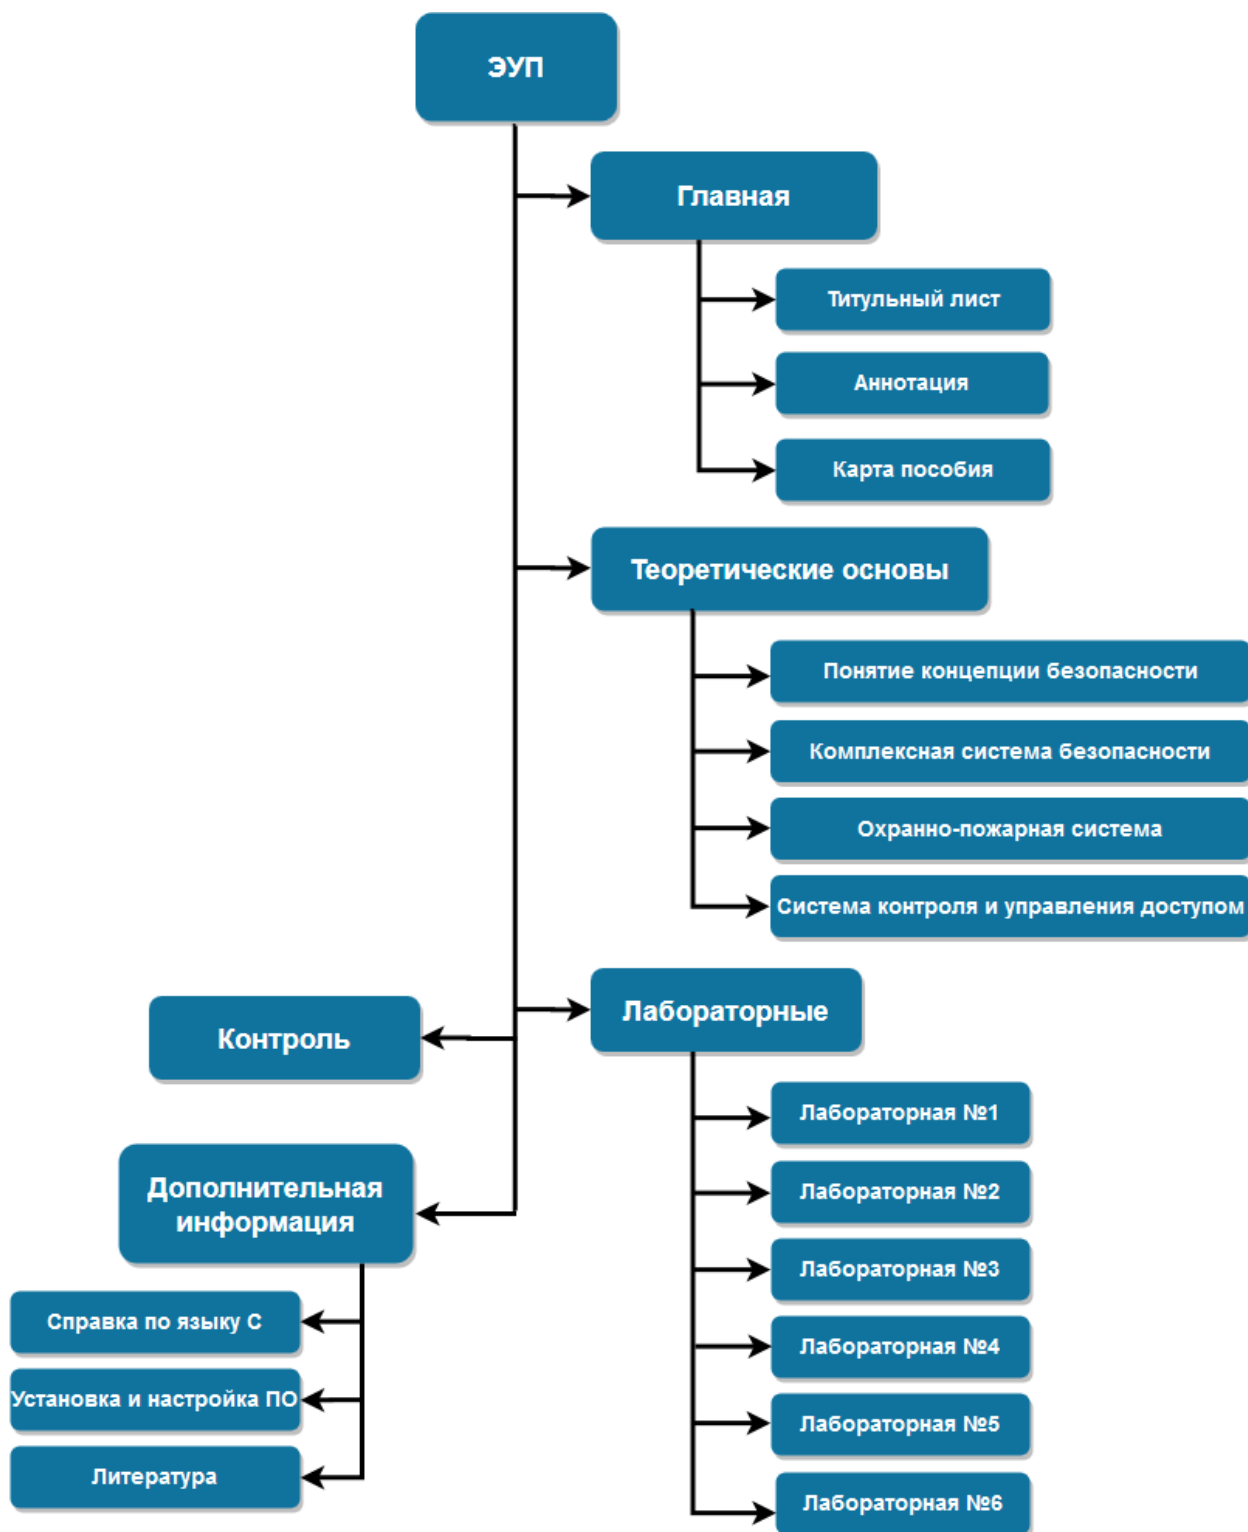 ЭУП
Главная
Титульный лист
Аннотация
Карта пособия
Теоретические основы
Понятие концепции безопасности
Комплексная система безопасности
Охранно-пожарная система
Система контроля и управления доступом
Лабораторные
Лабораторная №1
Лабораторная №2
Лабораторная №3
Лабораторная №4
Лабораторная №5
Лабораторная №6
Контроль
Дополнительная
информация
Справка по языку С
Установка и настройка ПО
Литература